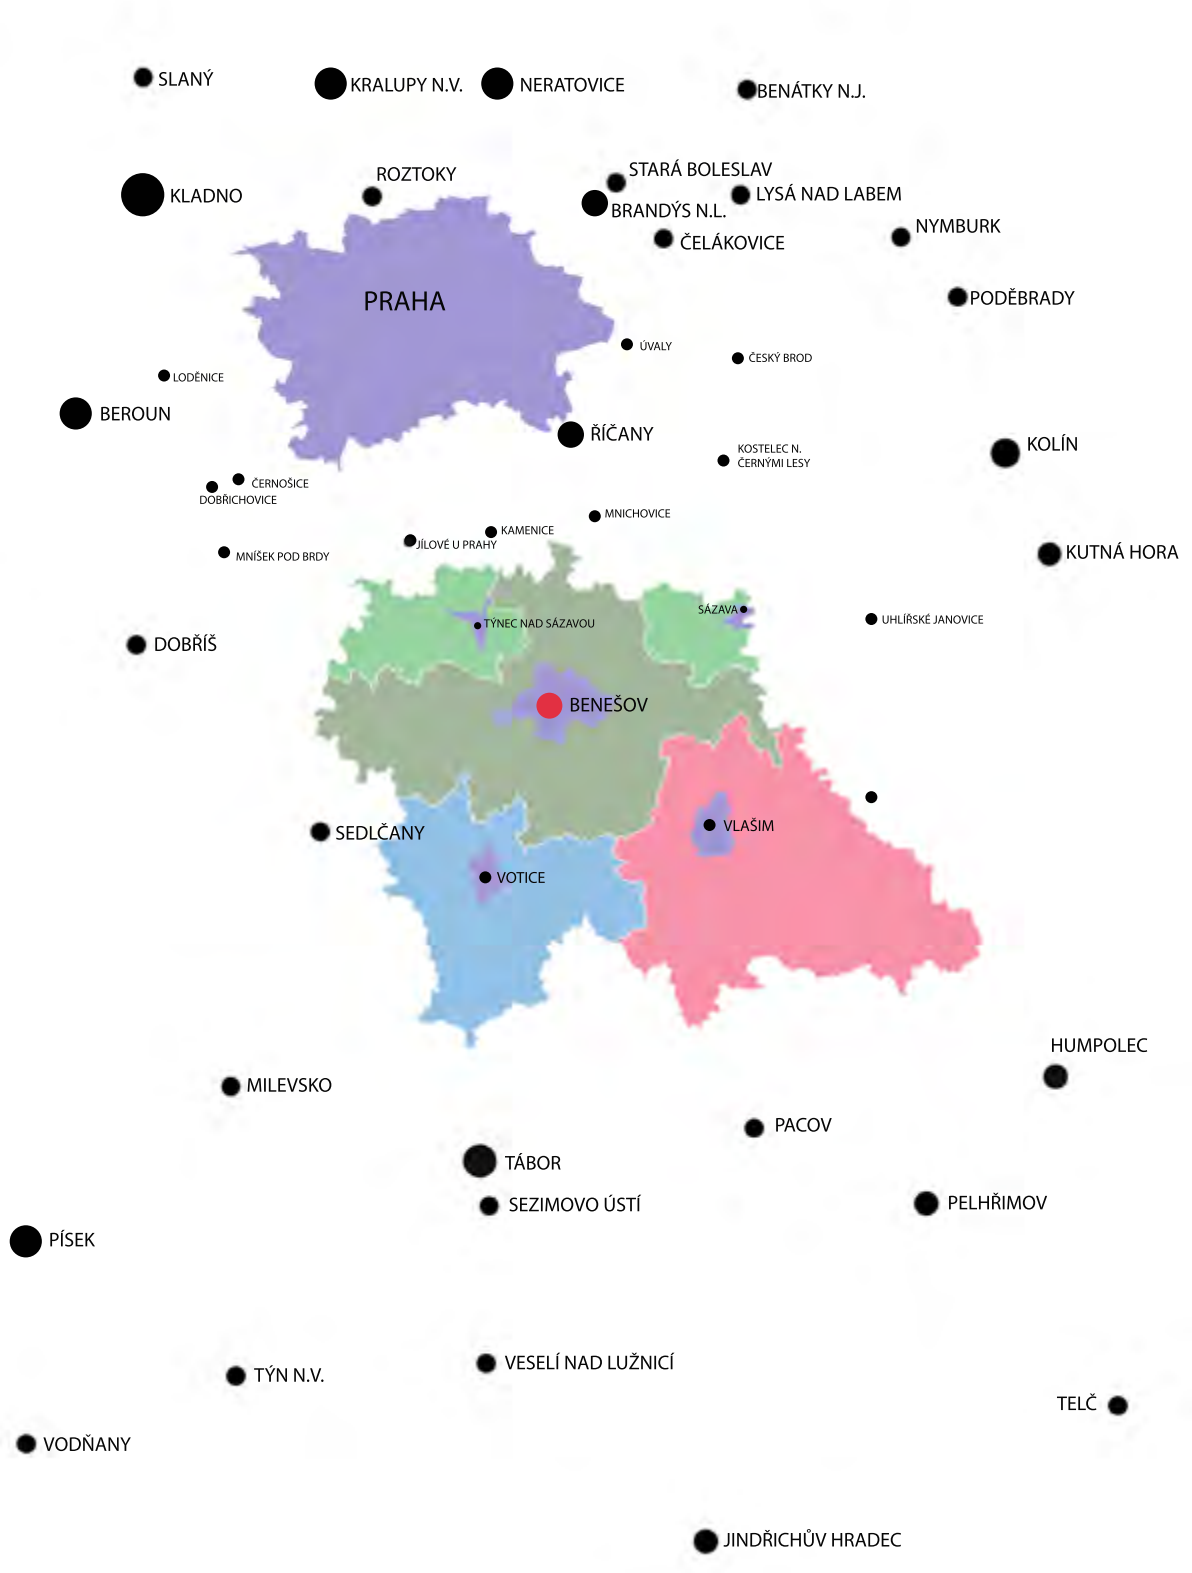 SLANÝ
KRALUPY N.V.
NERATOVICE
BENÁTKY N.J.
STARÁ BOLESLAV
ROZTOKY
KLADNO
LYSÁ NAD LABEM
BRANDÝS N.L.
NYMBURK
ČELÁKOVICE
PODĚBRADY
PRAHA
ÚVALY
ČESKÝ BROD
LODĚNICE
BEROUN
ŘÍČANY
KOLÍN
KOSTELEC N.
ČERNÝMI LESY
ČERNOŠICE
DOBŘICHOVICE
MNICHOVICE
KAMENICE
JÍLOVÉ U PRAHY
MNÍŠEK POD BRDY
KUTNÁ HORA
SÁZAVA
UHLÍŘSKÉ JANOVICE
TÝNEC NAD SÁZAVOU
DOBŘÍŠ
BENEŠOV
VLAŠIM
SEDLČANY
VOTICE
HUMPOLEC
MILEVSKO
PACOV
TÁBOR
PELHŘIMOV
SEZIMOVO ÚSTÍ
PÍSEK
VESELÍ NAD LUŽNICÍ
TÝN N.V.
TELČ
VODŇANY
JINDŘICHŮV HRADEC